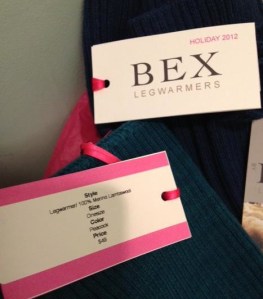 HOLIDAY 2012
BEX
LEGWARMERS
Style
Legwarmer/ 100% Merino Lambswool
Size
Onesize
Color
Peacock
Price
$48